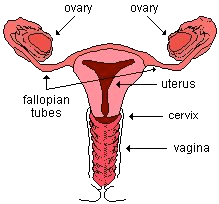 ovary ovary
uterus
fallopian
tubes
cervix
vagina